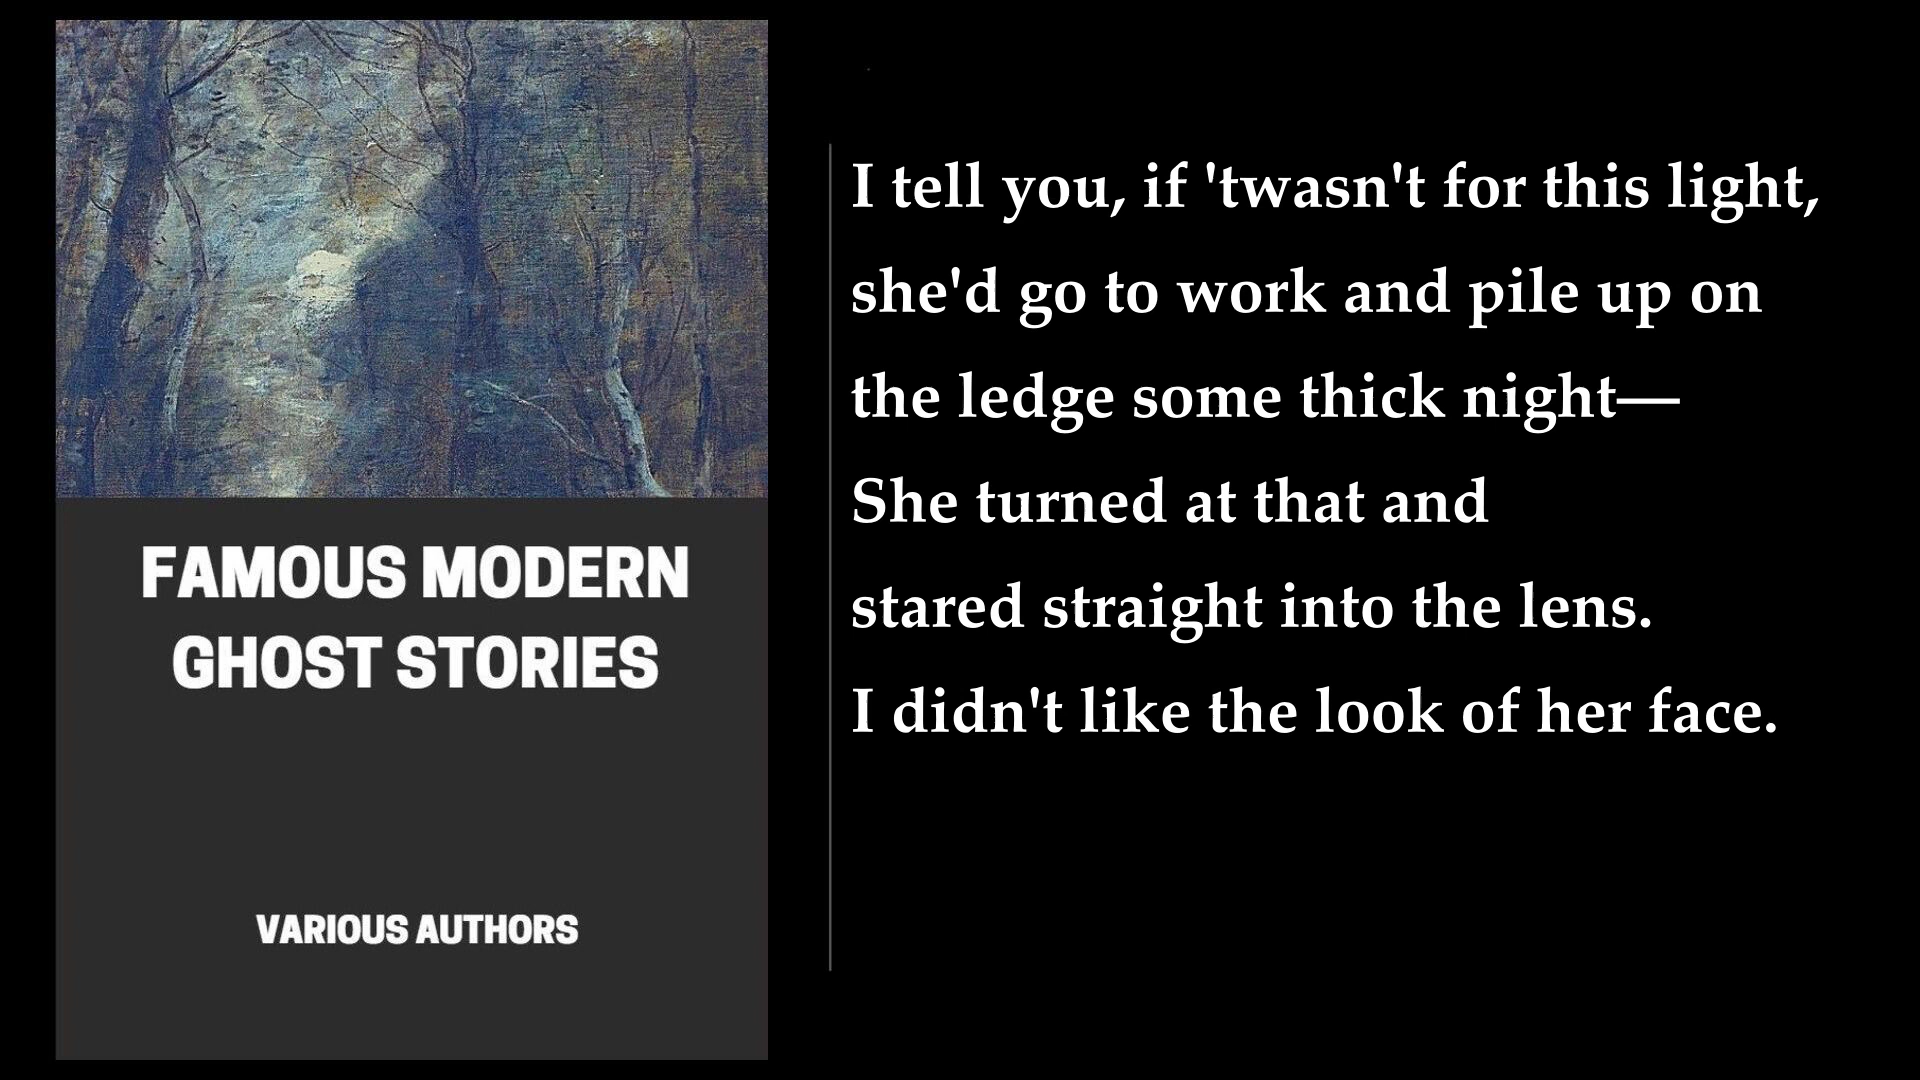 FAMOUS MODERN
GHOST STORIES
VARIOUS AUTHORS
I tell you, if 'twasn't for this light,
she'd go to work and pile up on
the ledge some thick night—
She turned at that and
stared straight into the lens.
I didn't like the look of her face.